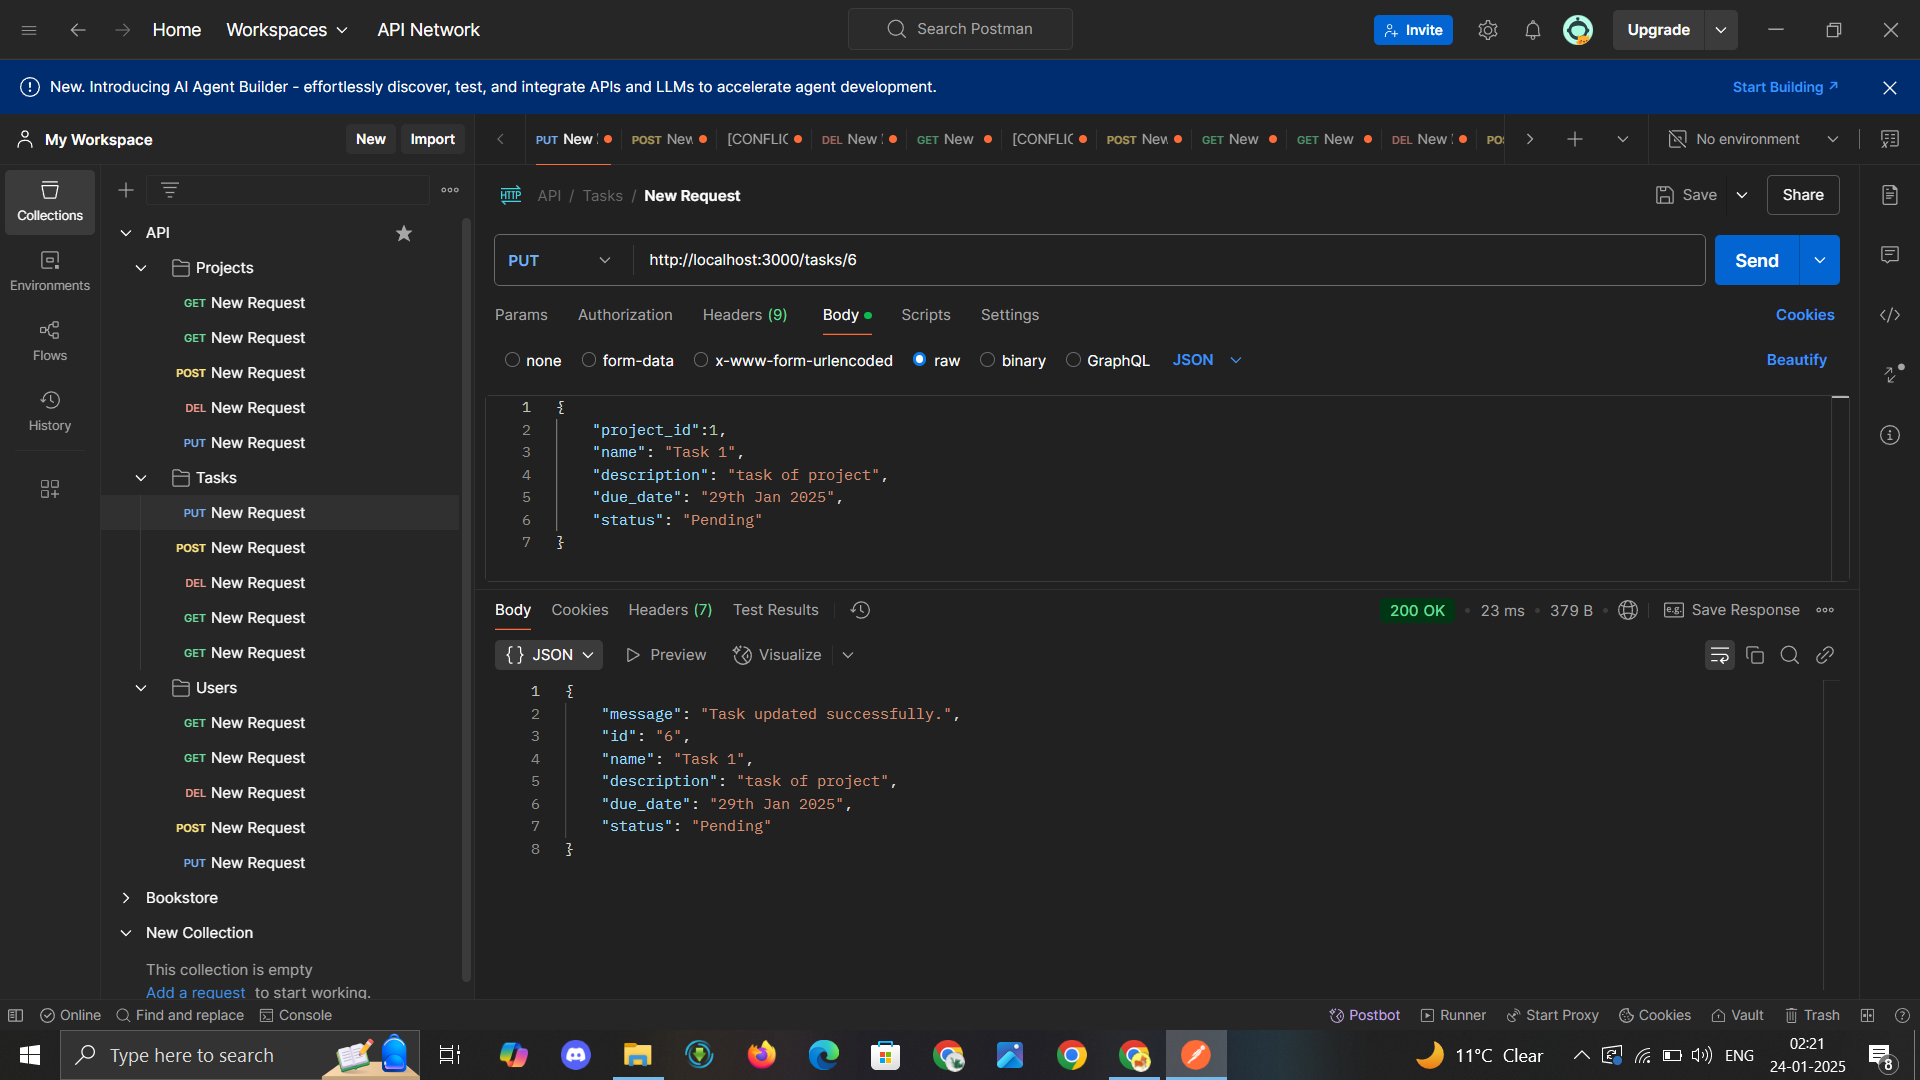 Home Workspaces API Network Search Postman Invite Upgrade
New. Introducing AI Agent Builder - effortlessly discover, test, and integrate APIs and LLMs to accelerate agent development. Start Building
My Workspace New Import PUT New POST New [CONFLIC DEL New GET New [CONFLIC POST New GET New GET New DEL New No environment
Collections
Environments
Flows
History
API
Projects
GET New Request
GET New Request
POST New Request
DEL New Request
PUT New Request
Tasks
PUT New Request
POST New Request
DEL New Request
GET New Request
GET New Request
Users
GET New Request
GET New Request
DEL New Request
POST New Request
PUT New Request
Bookstore
New Collection
This collection is empty
Add a request to start working.
HTTP API / Tasks / New Request Save Share
PUT http://localhost:3000/tasks/6 Send
Params Authorization Headers (9) Body Scripts Settings Cookies
none form-data x-www-form-urlencoded raw binary GraphQL JSON Beautify
1 {
2 "project_id":1,
3 "name": "Task 1",
4 "description": "task of project",
5 "due_date": "29th Jan 2025",
6 "status": "Pending"
7 }
Body Cookies Headers (7) Test Results 200 OK • 23 ms • 379 B • e.g. Save Response
{} JSON Preview Visualize
1 {
2 "message": "Task updated successfully.",
3 "id": "6",
4 "name": "Task 1",
5 "description": "task of project",
6 "due_date": "29th Jan 2025",
7 "status": "Pending"
8 }
Online Find and replace Console Postbot Runner Start Proxy Cookies Vault Trash
Type here to search 11°C Clear ENG 02:21
24-01-2025 8